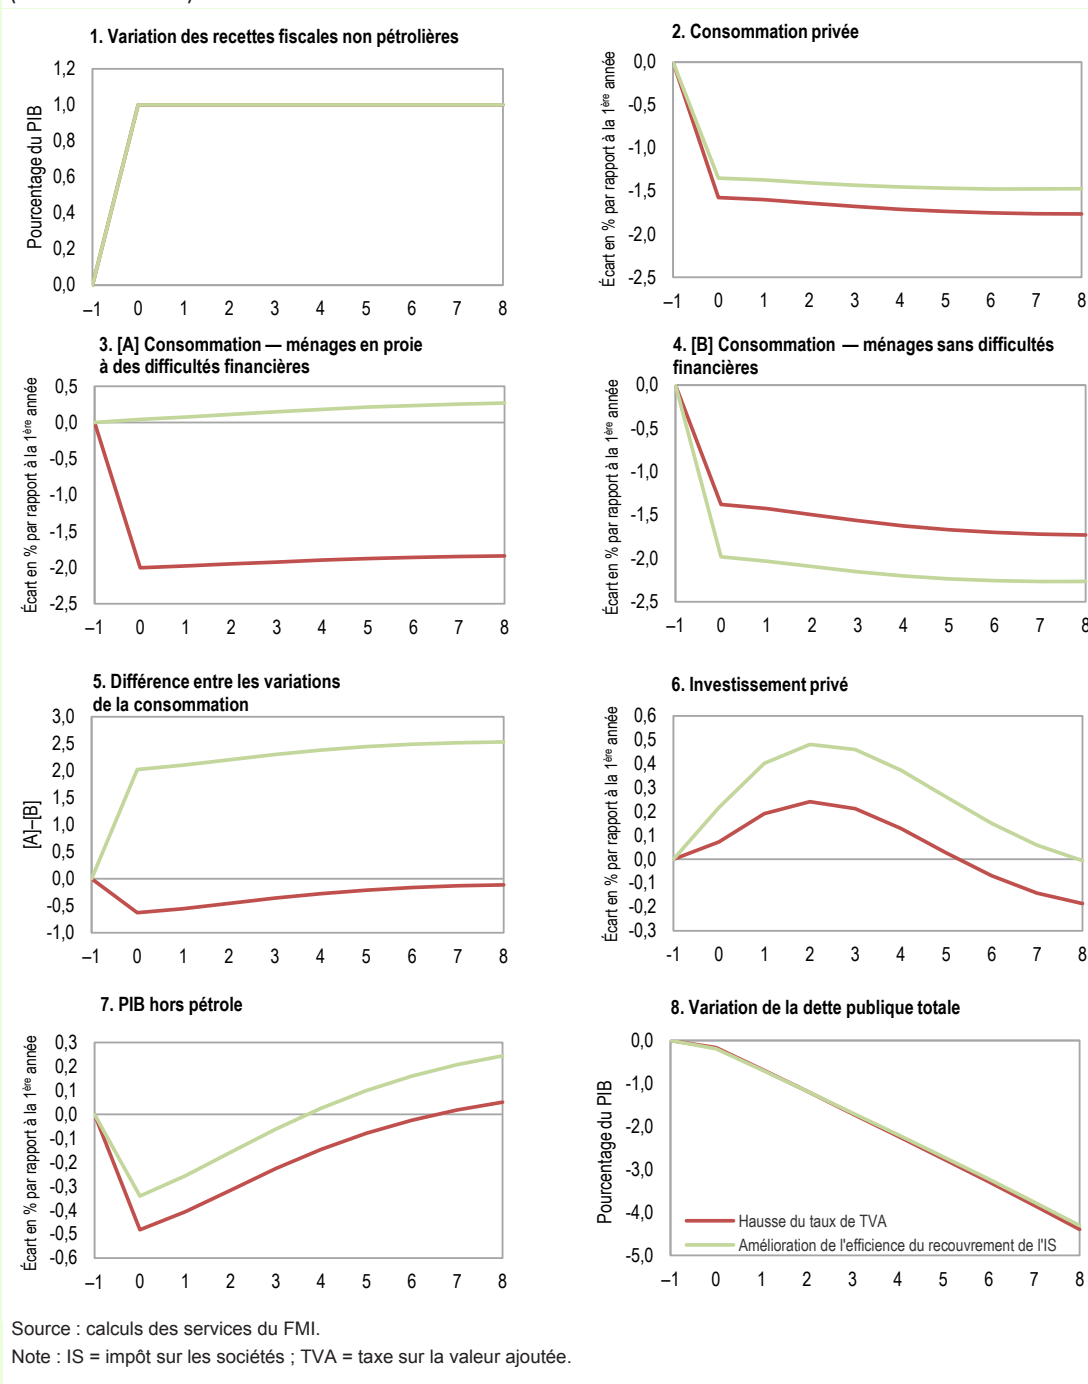 1. Variation des recettes fiscales non pétrolières
Pourcentage du PIB
1,2
1,0
0,8
0,6
0,4
0,2
0,0
–1 0 1 2 3 4 5 6 7 8
2. Consommation privée
Écart en % par rapport à la 1ère année
0,0
-0,5
-1,0
-1,5
-2,0
-2,5
–1 0 1 2 3 4 5 6 7 8
3. [A] Consommation — ménages en proie
à des difficultés financières
Écart en % par rapport à la 1ère année
0,5
0,0
-0,5
-1,0
-1,5
-2,0
-2,5
–1 0 1 2 3 4 5 6 7 8
4. [B] Consommation — ménages sans difficultés
financières
Écart en % par rapport à la 1ère année
0,0
-0,5
-1,0
-1,5
-2,0
-2,5
–1 0 1 2 3 4 5 6 7 8
5. Différence entre les variations
de la consommation
[A]–[B]
3,0
2,5
2,0
1,5
1,0
0,5
0,0
-0,5
-1,0
–1 0 1 2 3 4 5 6 7 8
6. Investissement privé
Écart en % par rapport à la 1ère année
0,6
0,5
0,4
0,3
0,2
0,1
0,0
-0,1
-0,2
-0,3
-1 0 1 2 3 4 5 6 7 8
7. PIB hors pétrole
Écart en % par rapport à la 1ère année
0,3
0,2
0,1
0,0
-0,1
-0,2
-0,3
-0,4
-0,5
-0,6
–1 0 1 2 3 4 5 6 7 8
8. Variation de la dette publique totale
Pourcentage du PIB
0,0
-1,0
-2,0
-3,0
-4,0
-5,0
Hausse du taux de TVA
Amélioration de l'efficience du recouvrement de l'IS
–1 0 1 2 3 4 5 6 7 8
Source : calculs des services du FMI.
Note : IS = impôt sur les sociétés ; TVA = taxe sur la valeur ajoutée.